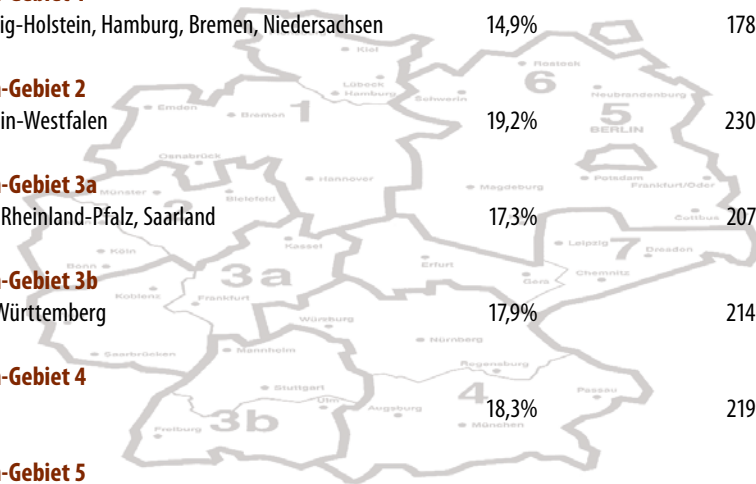 ig-Holstein, Hamburg, Bremen, Niedersachsen 14,9% 178
-Gebiet 2
in-Westfalen 19,2% 230
-Gebiet 3a
Rheinland-Pfalz, Saarland 17,3% 207
-Gebiet 3b
Württemberg 17,9% 214
-Gebiet 4
18,3% 219
-Gebiet 5
Kiel
Lübeck
Hamburg
Rostock
6
Schwerin
Neubrandenburg
Emden
Bremen
1
5
BERLIN
Osnabrück
Hannover
Münster
Bielefeld
2
Magdeburg
Potsdam
Frankfurt/Oder
Cottbus
Köln
Bonn
Kassel
Leipzig
7
Dresden
Erfurt
Gera
Chemnitz
3a
Koblenz
Frankfurt
Würzburg
Nürnberg
Saarbrücken
Mannheim
Regensburg
Stuttgart
Ulm
Augsburg
4
Passau
München
3b
Freiburg